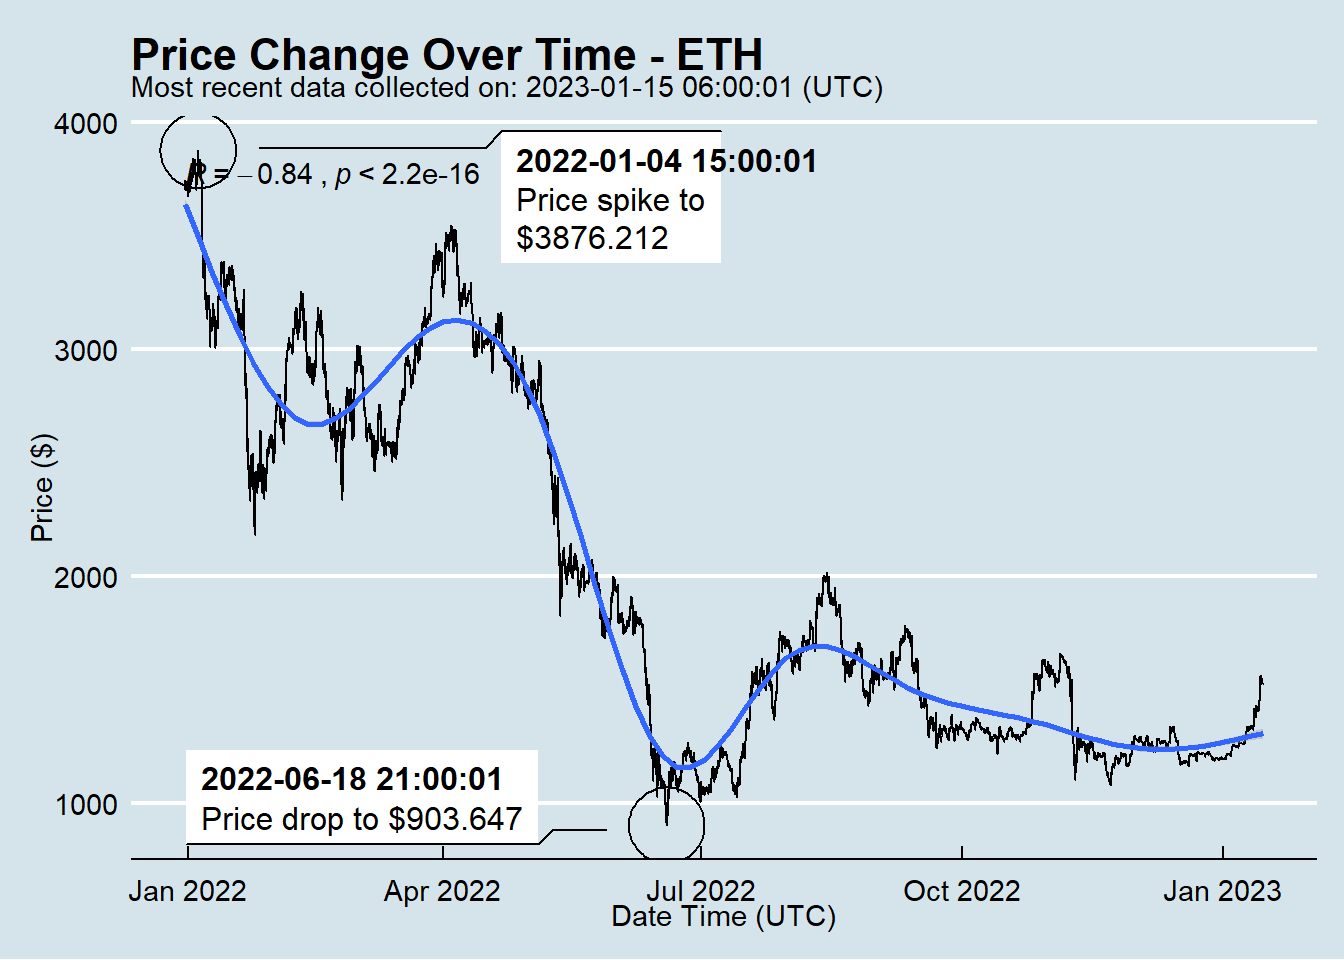 Price Change Over Time - ETH
Most recent data collected on: 2023-01-15 06:00:01 (UTC)
4000
3000
2000
1000
Price ($)
R = −0.84 , p < 2.2e-16
2022-01-04 15:00:01
Price spike to
$3876.212
2022-06-18 21:00:01
Price drop to $903.647
Jan 2022 Apr 2022 Jul 2022 Oct 2022 Jan 2023
Date Time (UTC)